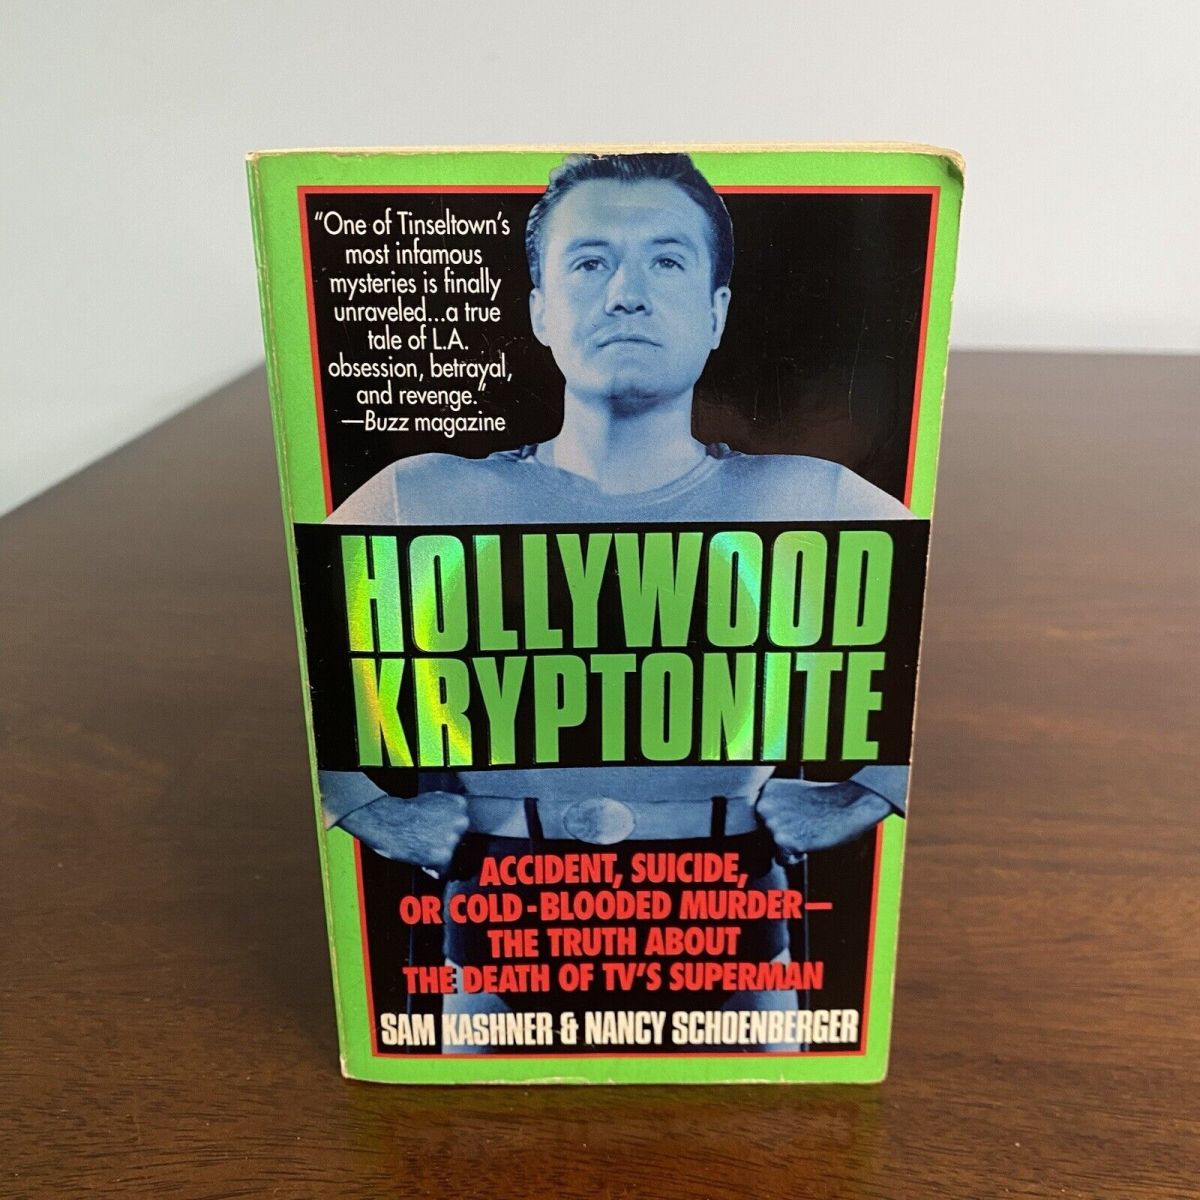 “One of Tinseltown’s
most infamous
mysteries is finally
unraveled...a true
tale of L.A.
obsession, betrayal,
and revenge.”
—Buzz magazine
HOLLYWOOD
KRYPTONITE
ACCIDENT, SUICIDE,
OR COLD-BLOODED MURDER—
THE TRUTH ABOUT
THE DEATH OF TV’S SUPERMAN
SAM KASHNER & NANCY SCHOENBERGER